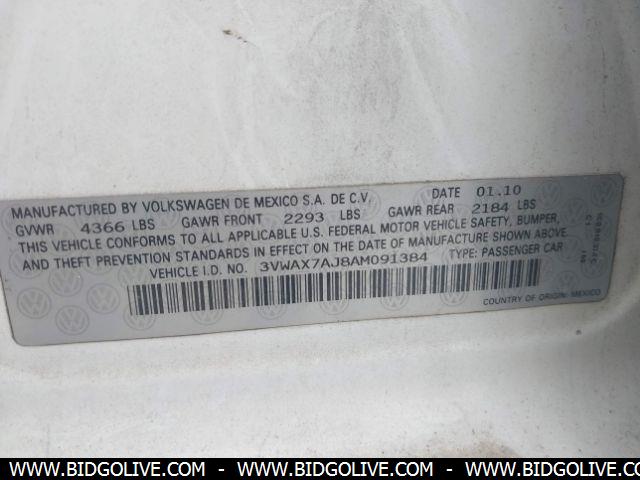 MANUFACTURED BY VOLKSWAGEN DE MEXICO S.A. DE C.V. DATE 01.10
GVWR 4366 LBS GAWR FRONT 2293 LBS GAWR REAR 2184 LBS
THIS VEHICLE CONFORMS TO ALL APPLICABLE U.S. FEDERAL MOTOR VEHICLE SAFETY, BUMPER,
AND THEFT PREVENTION STANDARDS IN EFFECT ON THE DATE OF MANUFACTURE SHOWN ABOVE.
VEHICLE I.D. NO. 3VWAX7AJ8AM091384 TYPE: PASSENGER CAR
COUNTRY OF ORIGIN: MEXICO
WWW.BIDGOLIVE.COM - WWW.BIDGOLIVE.COM - WWW.BIDGOLIVE.COM